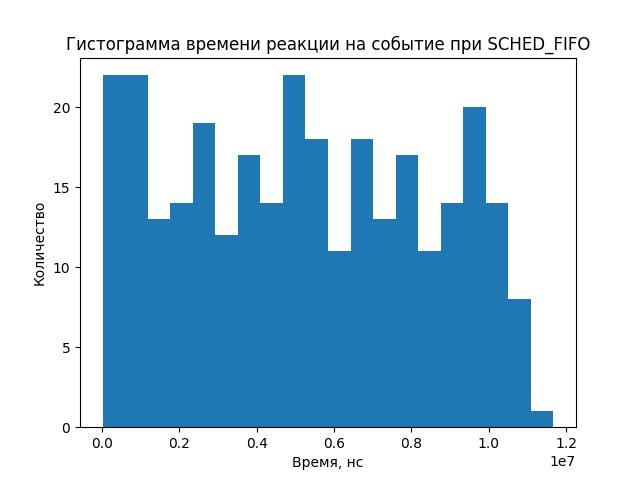 Гистограмма времени реакции на событие при SCHED_FIFO
Количество
20
15
10
5
0
0.0 0.2 0.4 0.6 0.8 1.0 1.2
1e7
Время, нс